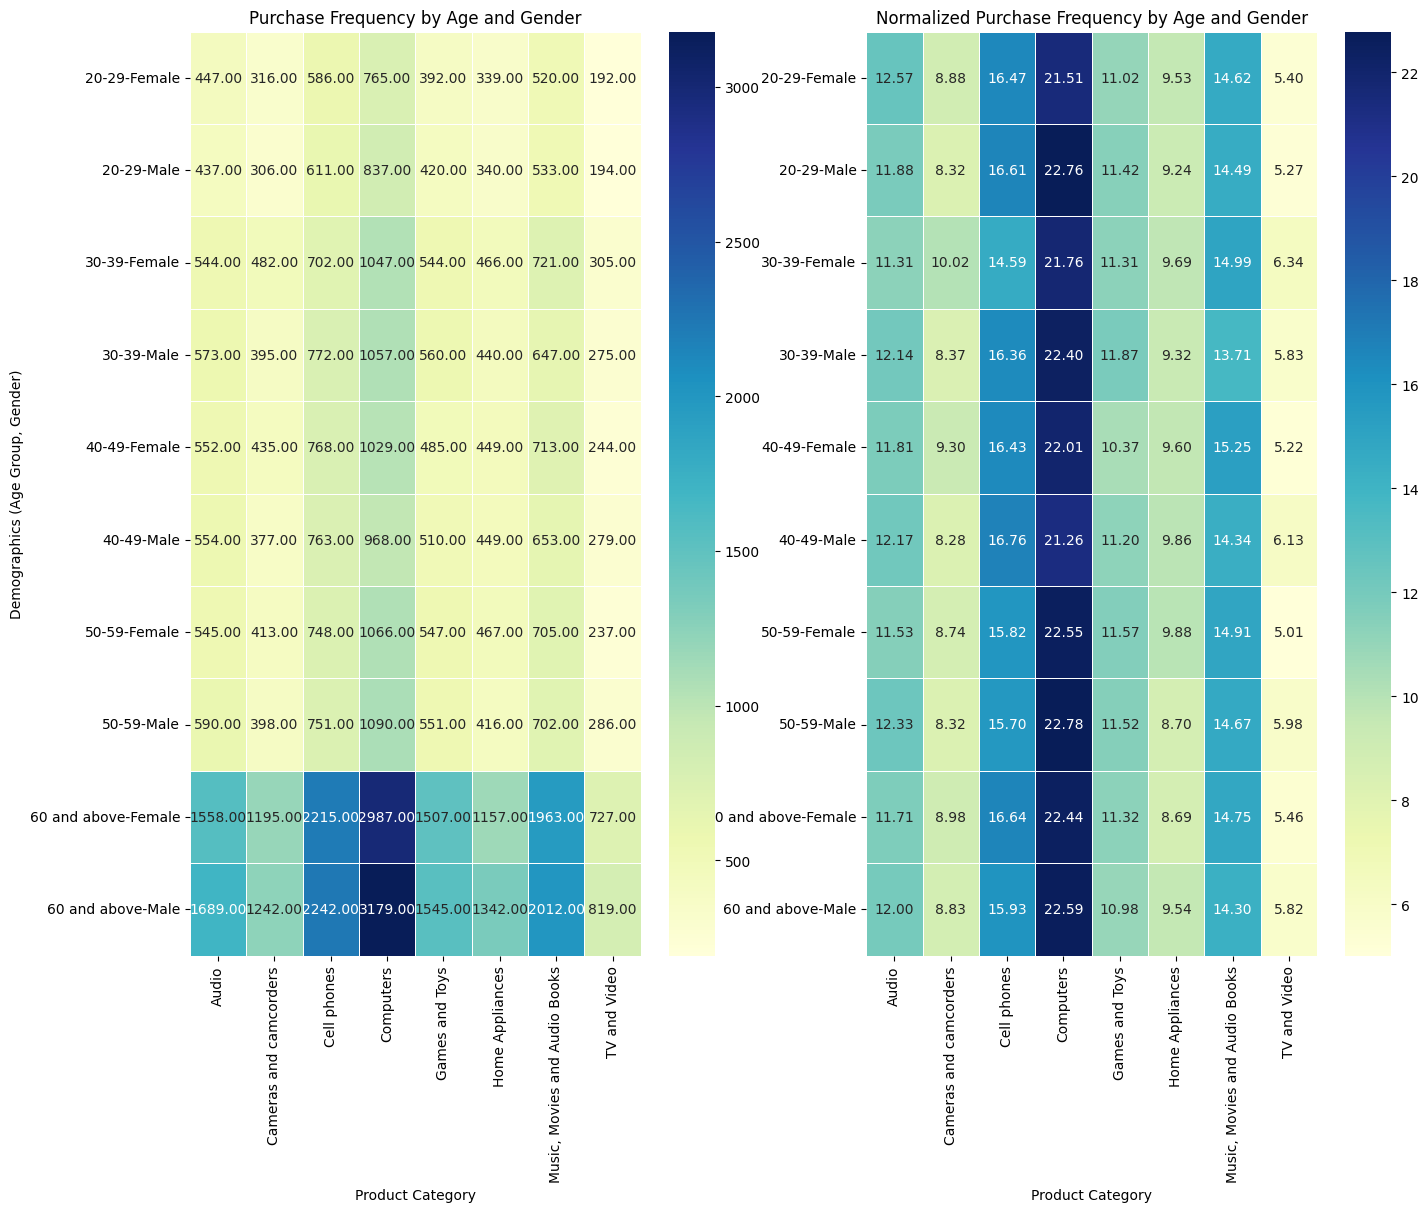 Purchase Frequency by Age and Gender
Demographics (Age Group, Gender)
20-29-Female 447.00 316.00 586.00 765.00 392.00 339.00 520.00 192.00
20-29-Male 437.00 306.00 611.00 837.00 420.00 340.00 533.00 194.00
30-39-Female 544.00 482.00 702.00 1047.00 544.00 466.00 721.00 305.00
30-39-Male 573.00 395.00 772.00 1057.00 560.00 440.00 647.00 275.00
40-49-Female 552.00 435.00 768.00 1029.00 485.00 449.00 713.00 244.00
40-49-Male 554.00 377.00 763.00 968.00 510.00 449.00 653.00 279.00
50-59-Female 545.00 413.00 748.00 1066.00 547.00 467.00 705.00 237.00
50-59-Male 590.00 398.00 751.00 1090.00 551.00 416.00 702.00 286.00
60 and above-Female 1558.00 1195.00 2215.00 2987.00 1507.00 1157.00 1963.00 727.00
60 and above-Male 1689.00 1242.00 2242.00 3179.00 1545.00 1342.00 2012.00 819.00
Audio
Cameras and camcorders
Cell phones
Computers
Games and Toys
Home Appliances
Music, Movies and Audio Books
TV and Video
Product Category
3000
2500
2000
1500
1000
500
Normalized Purchase Frequency by Age and Gender
20-29-Female 12.57 8.88 16.47 21.51 11.02 9.53 14.62 5.40
20-29-Male 11.88 8.32 16.61 22.76 11.42 9.24 14.49 5.27
30-39-Female 11.31 10.02 14.59 21.76 11.31 9.69 14.99 6.34
30-39-Male 12.14 8.37 16.36 22.40 11.87 9.32 13.71 5.83
40-49-Female 11.81 9.30 16.43 22.01 10.37 9.60 15.25 5.22
40-49-Male 12.17 8.28 16.76 21.26 11.20 9.86 14.34 6.13
50-59-Female 11.53 8.74 15.82 22.55 11.57 9.88 14.91 5.01
50-59-Male 12.33 8.32 15.70 22.78 11.52 8.70 14.67 5.98
0 and above-Female 11.71 8.98 16.64 22.44 11.32 8.69 14.75 5.46
60 and above-Male 12.00 8.83 15.93 22.59 10.98 9.54 14.30 5.82
Audio
Cameras and camcorders
Cell phones
Computers
Games and Toys
Home Appliances
Music, Movies and Audio Books
TV and Video
Product Category
22
20
18
16
14
12
10
8
6